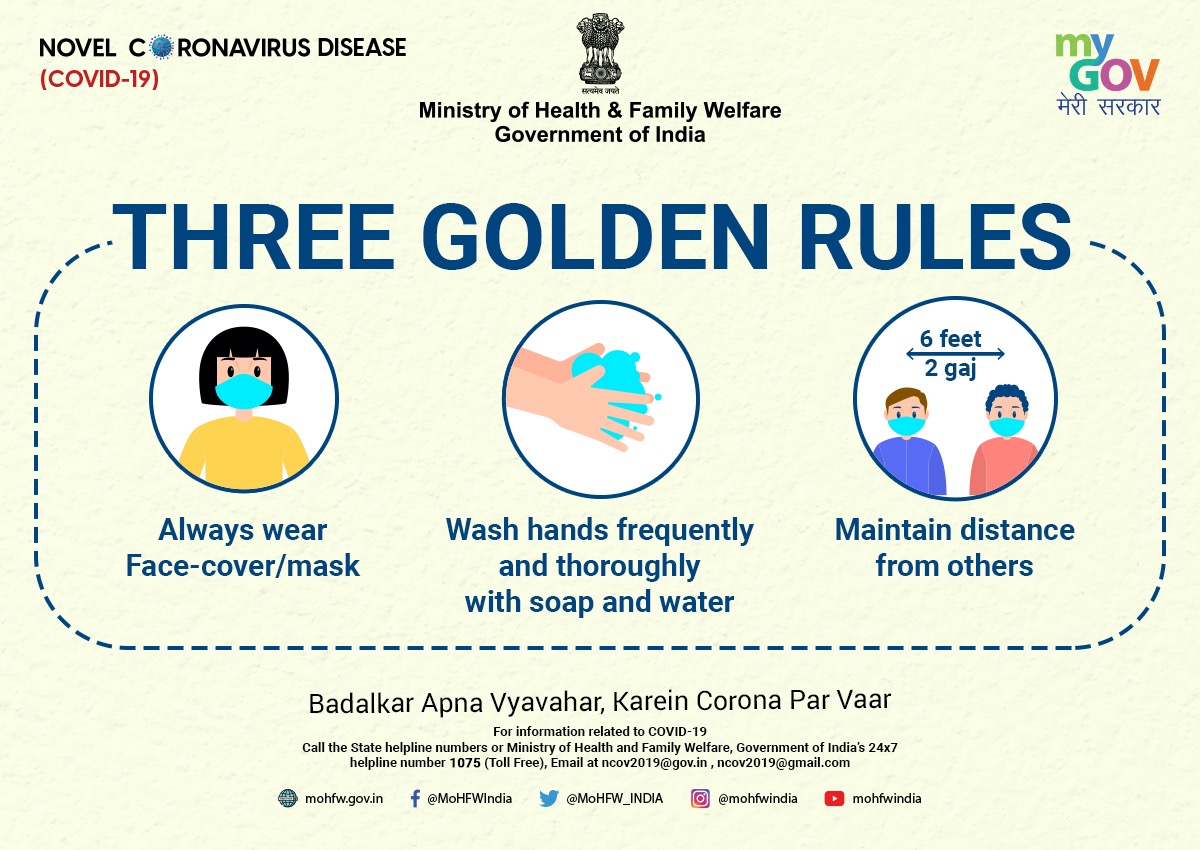 NOVEL CORONAVIRUS DISEASE
(COVID-19)
सत्यमेव जयते
Ministry of Health & Family Welfare
Government of India
my
GOV
मेरी सरकार
THREE GOLDEN RULES
6 feet
2 gaj
Always wear
Face-cover/mask
Wash hands frequently
and thoroughly
with soap and water
Maintain distance
from others
Badalkar Apna Vyavahar, Karein Corona Par Vaar
For information related to COVID-19
Call the State helpline numbers or Ministry of Health and Family Welfare, Government of India's 24x7
helpline number 1075 (Toll Free), Email at ncov2019@gov.in , ncov2019@gmail.com
mohfw.gov.in @MoHFWIndia @MoHFW_INDIA @mohfwindia mohfwindia